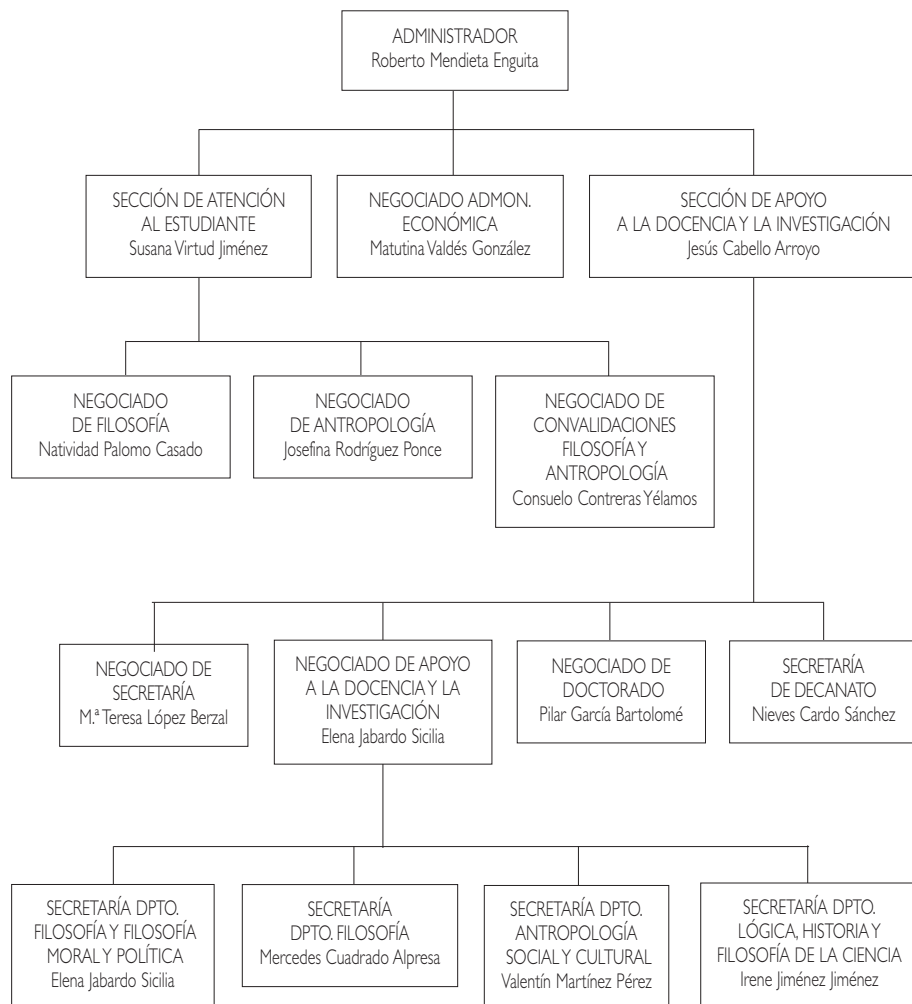 ADMINISTRADOR
Roberto Mendieta Enguita
SECCIÓN DE ATENCIÓN
AL ESTUDIANTE
Susana Virtud Jiménez
NEGOCIADO ADMON.
ECONÓMICA
Matutina Valdés González
SECCIÓN DE APOYO
A LA DOCENCIA Y LA INVESTIGACIÓN
Jesús Cabello Arroyo
NEGOCIADO
DE FILOSOFÍA
Natividad Palomo Casado
NEGOCIADO
DE ANTROPOLOGÍA
Josefina Rodríguez Ponce
NEGOCIADO DE
CONVALIDACIONES
FILOSOFÍA Y
ANTROPOLOGÍA
Consuelo Contreras Yélamos
NEGOCIADO DE
SECRETARÍA
M.ª Teresa López Berzal
NEGOCIADO DE APOYO
A LA DOCENCIA Y LA
INVESTIGACIÓN
Elena Jabardo Sicilia
NEGOCIADO DE
DOCTORADO
Pilar García Bartolomé
SECRETARÍA
DE DECANATO
Nieves Cardo Sánchez
SECRETARÍA DPTO.
FILOSOFÍA Y FILOSOFÍA
MORAL Y POLÍTICA
Elena Jabardo Sicilia
SECRETARÍA
DPTO. FILOSOFÍA
Mercedes Cuadrado Alpresa
SECRETARÍA DPTO.
ANTROPOLOGÍA
SOCIAL Y CULTURAL
Valentín Martínez Pérez
SECRETARÍA DPTO.
LÓGICA, HISTORIA Y
FILOSOFÍA DE LA CIENCIA
Irene Jiménez Jiménez